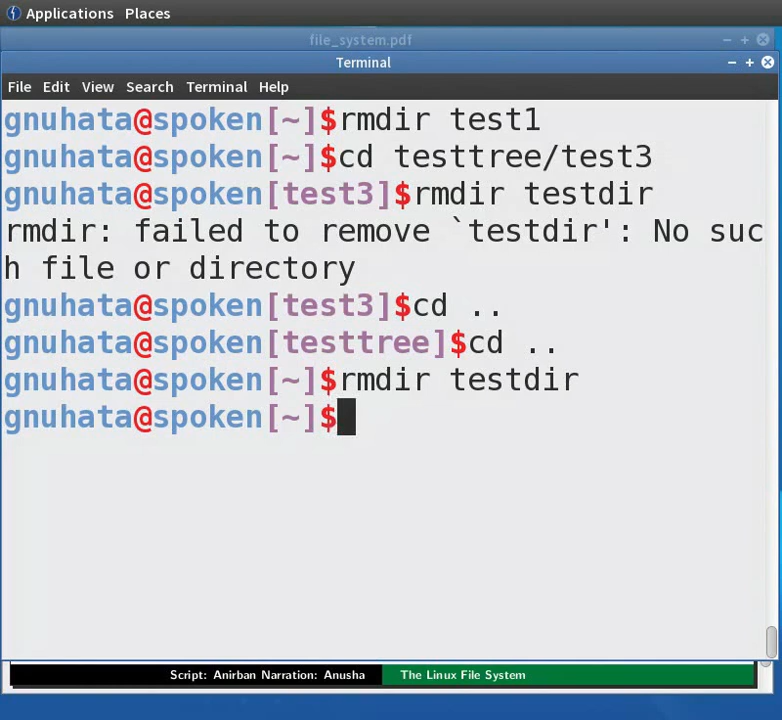 Applications Places
file_system.pdf
Terminal
File Edit View Search Terminal Help
gnuhata@spoken[~]$rmdir test1
gnuhata@spoken[~]$cd testtree/test3
gnuhata@spoken[test3]$rmdir testdir
rmdir: failed to remove `testdir': No suc
h file or directory
gnuhata@spoken[test3]$cd ..
gnuhata@spoken[testtree]$cd ..
gnuhata@spoken[~]$rmdir testdir
gnuhata@spoken[~]$
Script: Anirban Narration: Anusha The Linux File System